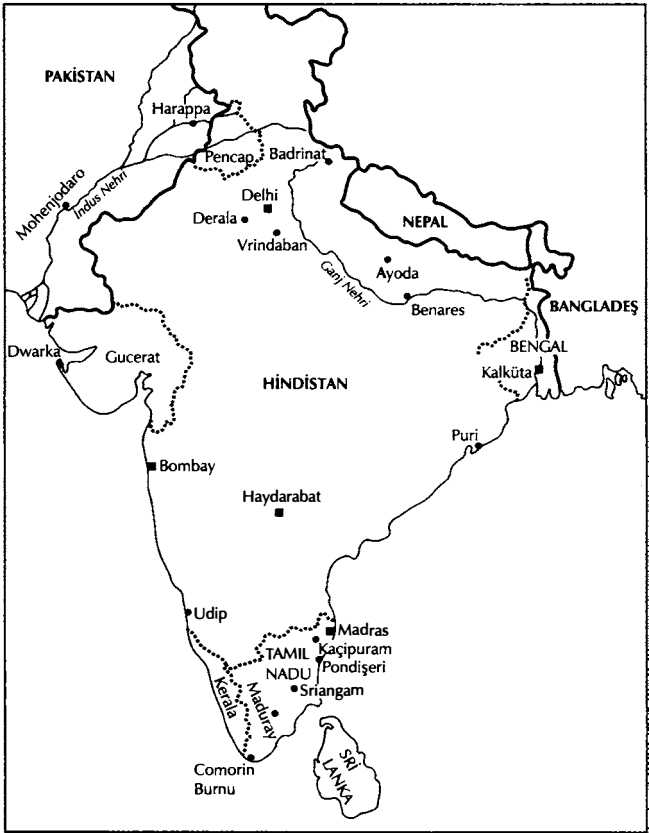 PAKİSTAN
Harappa
Pencap
Badrinat
Mohenjodaro
İndus Nehri
Delhi
Derala
Vrindaban
NEPAL
Ayoda
Ganj Nehri
Benares
BANGLADEŞ
Dwarka
Gucerat
BENGAL
HİNDİSTAN
Kalküta
Puri
Bombay
Haydarabat
Udip
Madras
TAMIL
NADU
Kaçipuram
Pondişeri
Kerala
Maduray
Sriangam
Comorin
Burnu
SRİ
LANKA